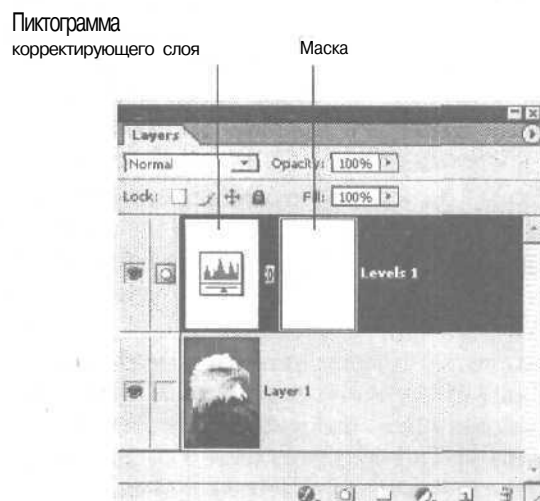 Пиктограмма
корректирующего слоя
Маска
Layers
Normal
Opacity: 100%
Lock:
Fill: 100%
Levels 1
Layer 1